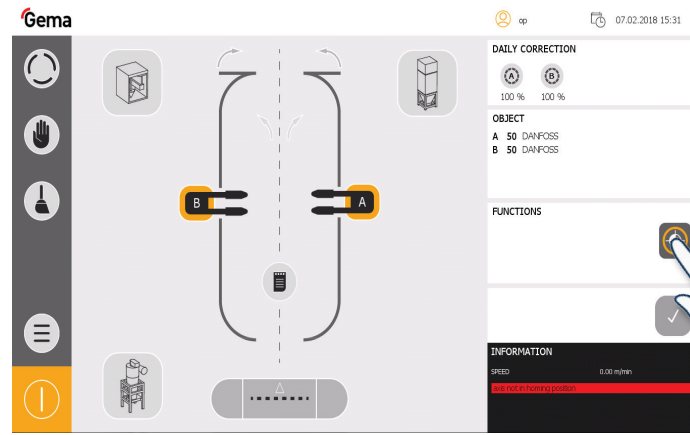 Gema
op
07.02.2018 15:31
DAILY CORRECTION
A B
100 % 100 %
OBJECT
A 50 DANFOSS
B 50 DANFOSS
B
A
FUNCTIONS
INFORMATION
SPEED 0.00 m/min
axis not in homing position